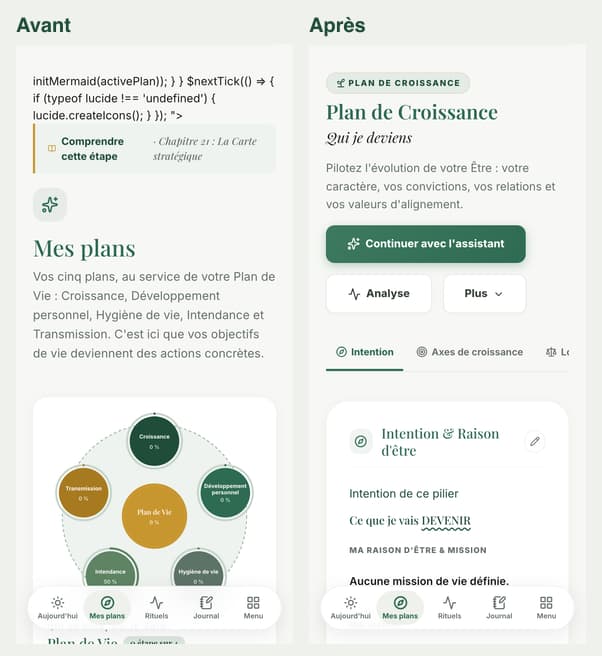 Avant
initMermaid(activePlan)); } } $nextTick(() => {
if (typeof lucide !== 'undefined') {
lucide.createIcons(); } }); ">
Comprendre
cette étape
· Chapitre 21 : La Carte
stratégique
Mes plans
Vos cinq plans, au service de votre Plan de
Vie : Croissance, Développement
personnel, Hygiène de vie, Intendance et
Transmission. C'est ici que vos objectifs
de vie deviennent des actions concrètes.
Croissance
0 %
Transmission
0 %
Développement
personnel
0 %
Plan de Vie
0 %
Intendance
50 %
Hygiène de vie
0 %
Aujourd'hui
Mes plans
Rituels
Journal
Menu
Plan de Vie
Après
PLAN DE CROISSANCE
Plan de Croissance
Qui je deviens
Pilotez l'évolution de votre Être : votre
caractère, vos convictions, vos relations et
vos valeurs d'alignement.
Continuer avec l'assistant
Analyse
Plus
Intention
Axes de croissance
Intention & Raison
d'être
Intention de ce pilier
Ce que je vais DEVENIR
MA RAISON D'ÊTRE & MISSION
Aucune mission de vie définie.
Aujourd'hui
Mes plans
Rituels
Journal
Menu